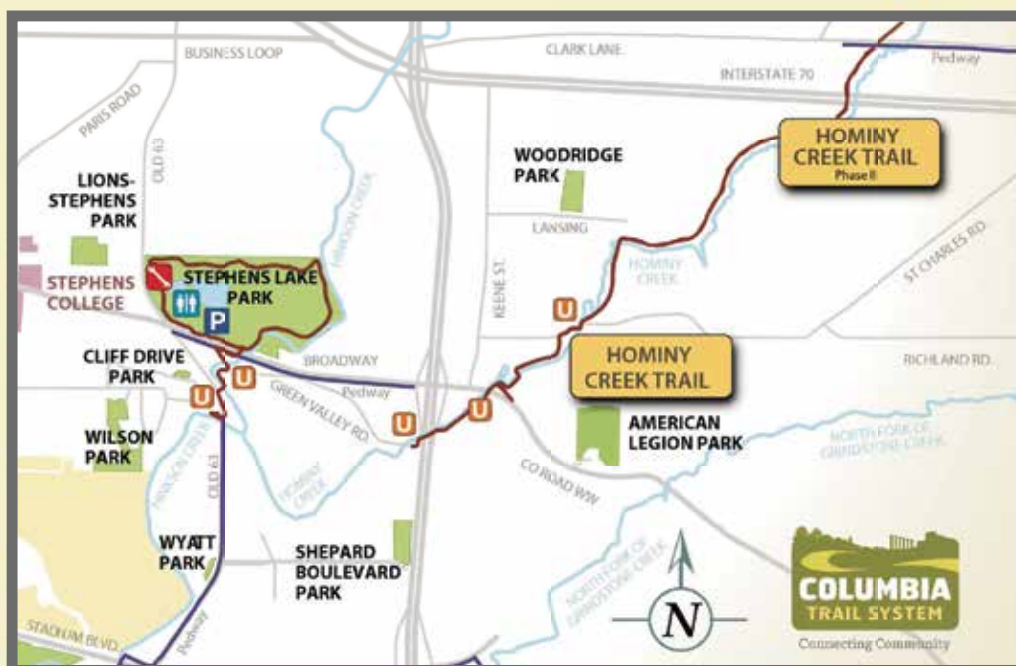 BUSINESS LOOP
CLARK LANE
Pedway
INTERSTATE 70
PARIS ROAD
OLD 63
HOMINY
CREEK TRAIL
Phase II
WOODRIDGE
PARK
LIONS-
STEPHENS
PARK
HINKSON CREEK
LANSING
ST CHARLES RD.
STEPHENS
COLLEGE
STEPHENS LAKE
PARK
P
HOMINY
CREEK
KEENE ST.
U
CLIFF DRIVE
PARK
BROADWAY
HOMINY
CREEK TRAIL
RICHLAND RD.
U
U
Pedway
GREEN VALLEY RD.
U
U
WILSON
PARK
AMERICAN
LEGION PARK
NORTH FORK OF
GRINDSTONE CREEK
HINKSON CREEK
OLD 63
HOMINY
CREEK
CO ROAD WW
WYATT
PARK
SHEPARD
BOULEVARD
PARK
NORTH FORK OF
GRINDSTONE CREEK
STADIUM BLVD.
Pedway
N
COLUMBIA
TRAIL SYSTEM
Connecting Community